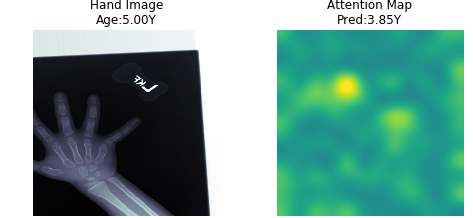 Hand Image
Age:5.00Y
Attention Map
Pred:3.85Y